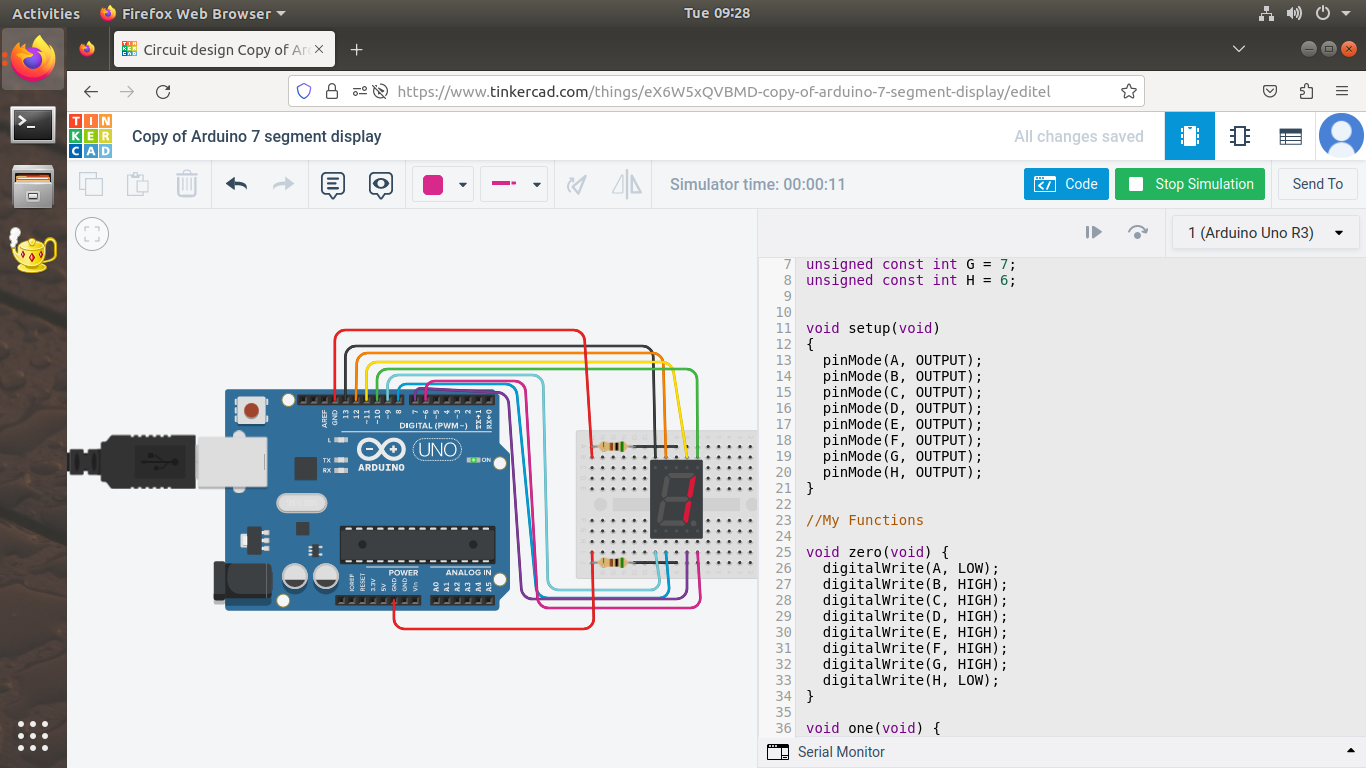 Activities
Firefox Web Browser
Tue 09:28
Circuit design Copy of Ar
https://www.tinkercad.com/things/eX6W5xQVBMD-copy-of-arduino-7-segment-display/editel
TIN
KER
CAD
Copy of Arduino 7 segment display
All changes saved
Simulator time: 00:00:11
Code
Stop Simulation
Send To
1 (Arduino Uno R3)
AREF
GND
13
12
~11
~10
~9
8
7
~6
~5
4
~3
2
TX→1
RX←0
DIGITAL (PWM~)
L
TX
RX
ARDUINO
UNO
ON
POWER
ANALOG IN
IOREF
RESET
3.3V
5V
GND
GND
Vin
A0
A1
A2
A3
A4
A5
7 unsigned const int G = 7;
8 unsigned const int H = 6;
9
10
11 void setup(void)
12 {
13   pinMode(A, OUTPUT);
14   pinMode(B, OUTPUT);
15   pinMode(C, OUTPUT);
16   pinMode(D, OUTPUT);
17   pinMode(E, OUTPUT);
18   pinMode(F, OUTPUT);
19   pinMode(G, OUTPUT);
20   pinMode(H, OUTPUT);
21 }
22
23 //My Functions
24
25 void zero(void) {
26   digitalWrite(A, LOW);
27   digitalWrite(B, HIGH);
28   digitalWrite(C, HIGH);
29   digitalWrite(D, HIGH);
30   digitalWrite(E, HIGH);
31   digitalWrite(F, HIGH);
32   digitalWrite(G, HIGH);
33   digitalWrite(H, LOW);
34 }
35
36 void one(void) {
Serial Monitor